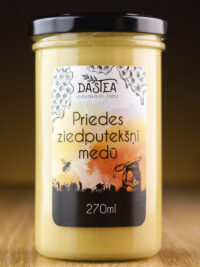 DASTEA
Priedes
ziedputekšņi
medū
270ml